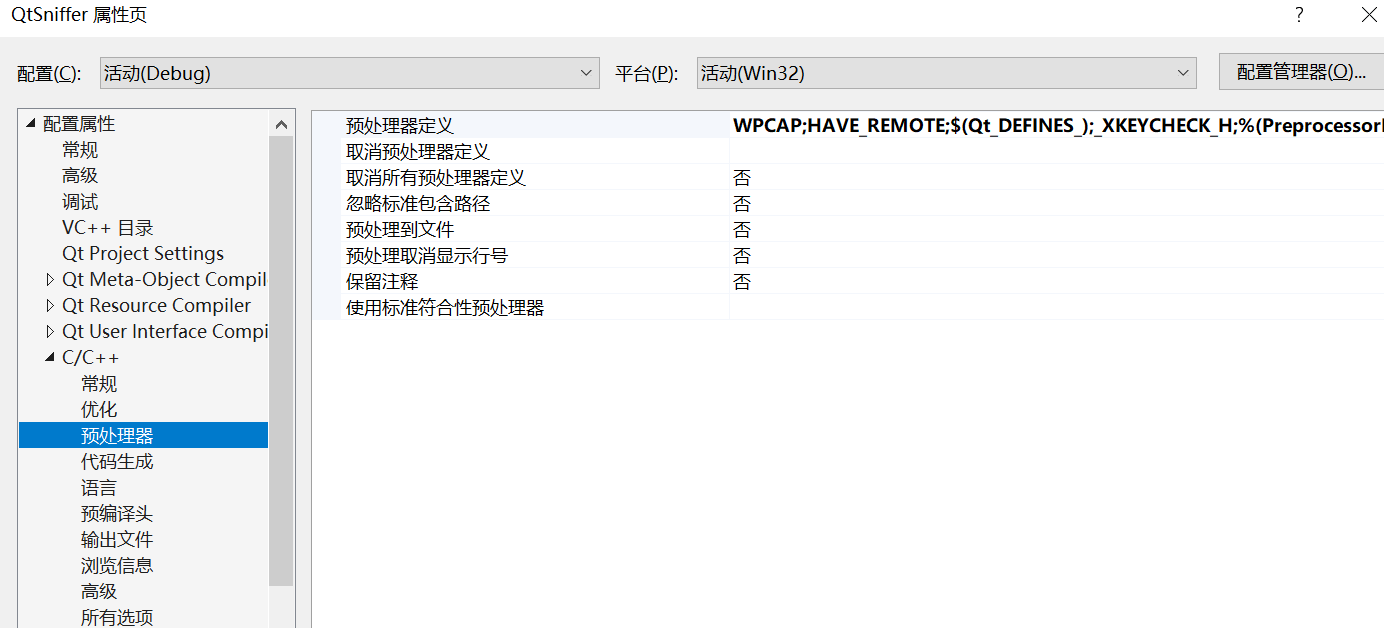 QtSniffer 属性页
配置(C): 活动(Debug) 平台(P): 活动(Win32) 配置管理器(O)...
配置属性
常规
高级
调试
VC++ 目录
Qt Project Settings
Qt Meta-Object Compil
Qt Resource Compiler
Qt User Interface Compi
C/C++
常规
优化
预处理器
代码生成
语言
预编译头
输出文件
浏览信息
高级
所有选项
预处理器定义 WPCAP;HAVE_REMOTE;$(Qt_DEFINES_);_XKEYCHECK_H;%(Preprocessor
取消预处理器定义
取消所有预处理器定义 否
忽略标准包含路径 否
预处理到文件 否
预处理取消显示行号 否
保留注释 否
使用标准符合性预处理器